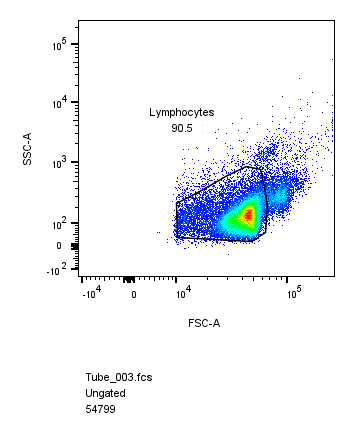 10^5
10^4
10^3
10^2
0
-10^2
SSC-A
Lymphocytes
90.5
-10^4 0 10^4 10^5
FSC-A
Tube_003.fcs
Ungated
54799